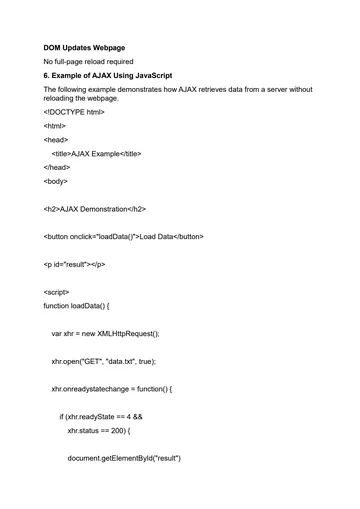 DOM Updates Webpage
No full-page reload required
6. Example of AJAX Using JavaScript
The following example demonstrates how AJAX retrieves data from a server without
reloading the webpage.
<!DOCTYPE html>
<html>
<head>
<title>AJAX Example</title>
</head>
<body>
<h2>AJAX Demonstration</h2>
<button onclick="loadData()">Load Data</button>
<p id="result"></p>
<script>
function loadData() {
var xhr = new XMLHttpRequest();
xhr.open("GET", "data.txt", true);
xhr.onreadystatechange = function() {
if (xhr.readyState == 4 &&
xhr.status == 200) {
document.getElementById("result")